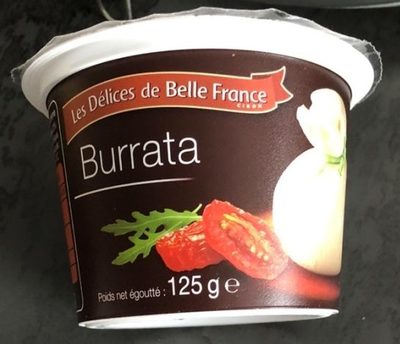 Les Délices de Belle France
Burrata
Poids net égoutté : 125 g e